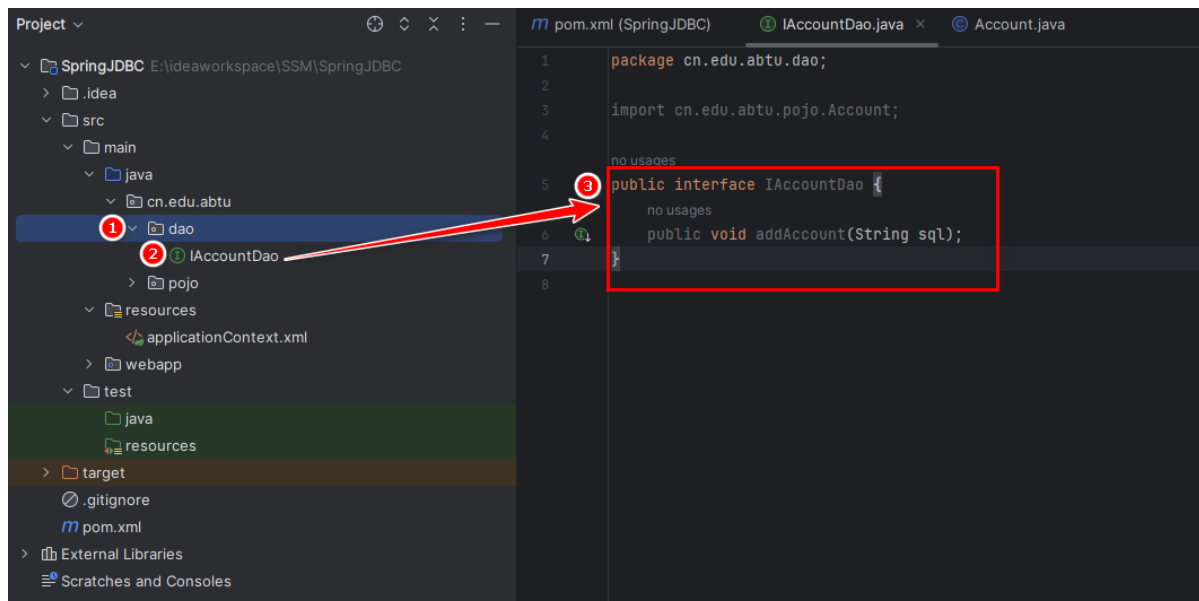 Project
SpringJDBC E:\ideaworkspace\SSM\SpringJDBC
.idea
src
main
java
cn.edu.abtu
1 dao
2 IAccountDao
pojo
resources
applicationContext.xml
webapp
test
java
resources
target
.gitignore
pom.xml
External Libraries
Scratches and Consoles
pom.xml (SpringJDBC) IAccountDao.java Account.java
1 package cn.edu.abtu.dao;
2
3 import cn.edu.abtu.pojo.Account;
4
no usages
5 3 public interface IAccountDao {
no usages
6 public void addAccount(String sql);
7 }
8